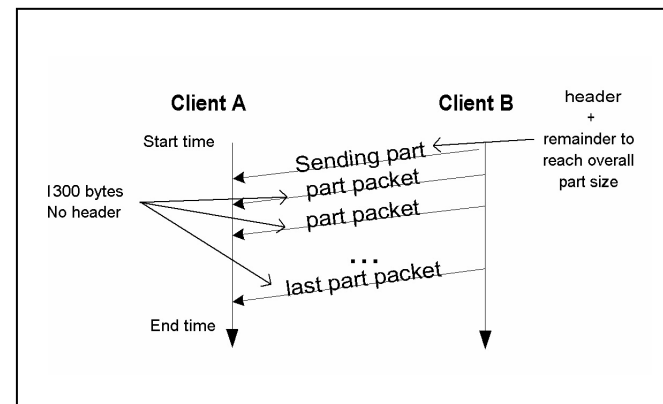 Client A
Client B
header
+
remainder to
reach overall
part size
Start time
Sending part
part packet
part packet
1300 bytes
No header
...
last part packet
End time